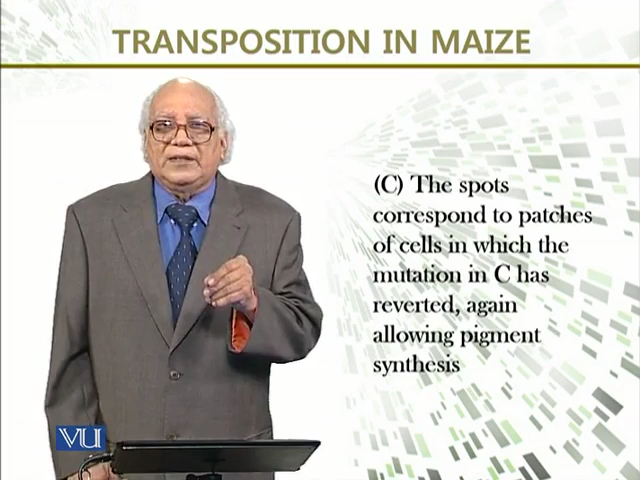 TRANSPOSITION IN MAIZE
(C) The spots
correspond to patches
of cells in which the
mutation in C has
reverted, again
allowing pigment
synthesis
VU